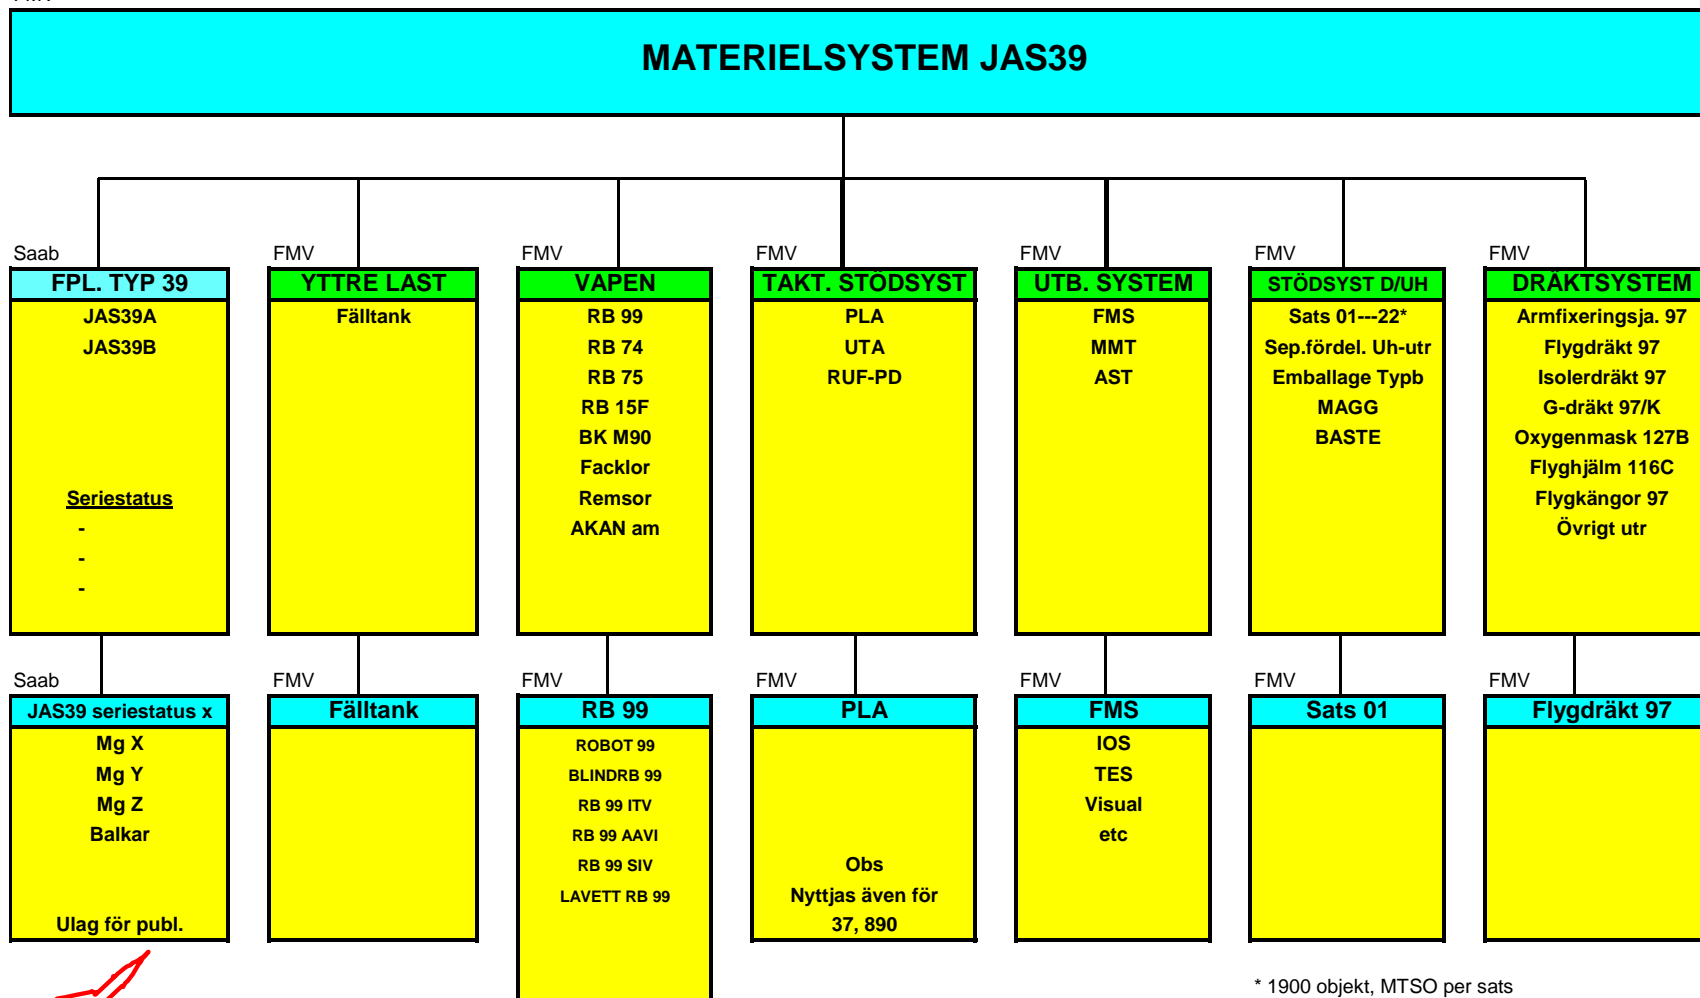 MATERIELSYSTEM JAS39
Saab
FPL. TYP 39
JAS39A
JAS39B
Seriestatus
-
-
-
FMV
YTTRE LAST
Fälltank
FMV
VAPEN
RB 99
RB 74
RB 75
RB 15F
BK M90
Facklor
Remsor
AKAN am
FMV
TAKT. STÖDSYST
PLA
UTA
RUF-PD
FMV
UTB. SYSTEM
FMS
MMT
AST
FMV
STÖDSYST D/UH
Sats 01---22*
Sep.fördel. Uh-utr
Emballage Typb
MAGG
BASTE
FMV
DRÄKTSYSTEM
Armfixeringsja. 97
Flygdräkt 97
Isolerdräkt 97
G-dräkt 97/K
Oxygenmask 127B
Flyghjälm 116C
Flygkängor 97
Övrigt utr
Saab
JAS39 seriestatus x
Mg X
Mg Y
Mg Z
Balkar
Ulag för publ.
FMV
Fälltank
FMV
RB 99
ROBOT 99
BLINDRB 99
RB 99 ITV
RB 99 AAVI
RB 99 SIV
LAVETT RB 99
FMV
PLA
Obs
Nyttjas även för
37, 890
FMV
FMS
IOS
TES
Visual
etc
FMV
Sats 01
FMV
Flygdräkt 97
* 1900 objekt, MTSO per sats